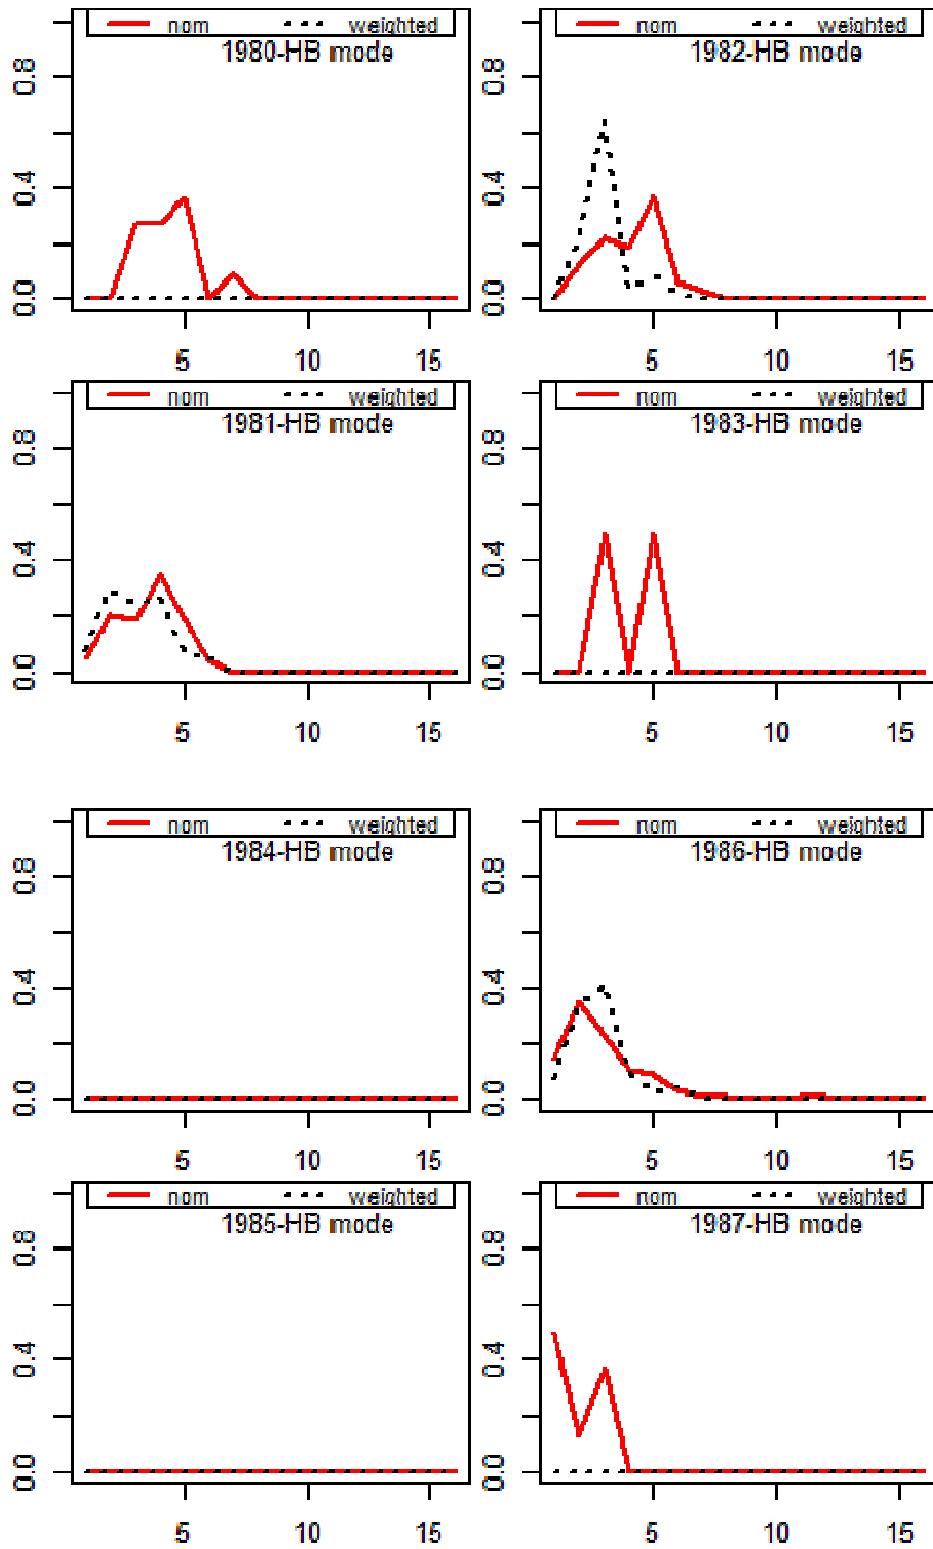 nom weighted
1980-HB mode
0.8
0.4
0.0
5 10 15
nom weighted
1982-HB mode
0.8
0.4
0.0
5 10 15
nom weighted
1981-HB mode
0.8
0.4
0.0
5 10 15
nom weighted
1983-HB mode
0.8
0.4
0.0
5 10 15
nom weighted
1984-HB mode
0.8
0.4
0.0
5 10 15
nom weighted
1986-HB mode
0.8
0.4
0.0
5 10 15
nom weighted
1985-HB mode
0.8
0.4
0.0
5 10 15
nom weighted
1987-HB mode
0.8
0.4
0.0
5 10 15